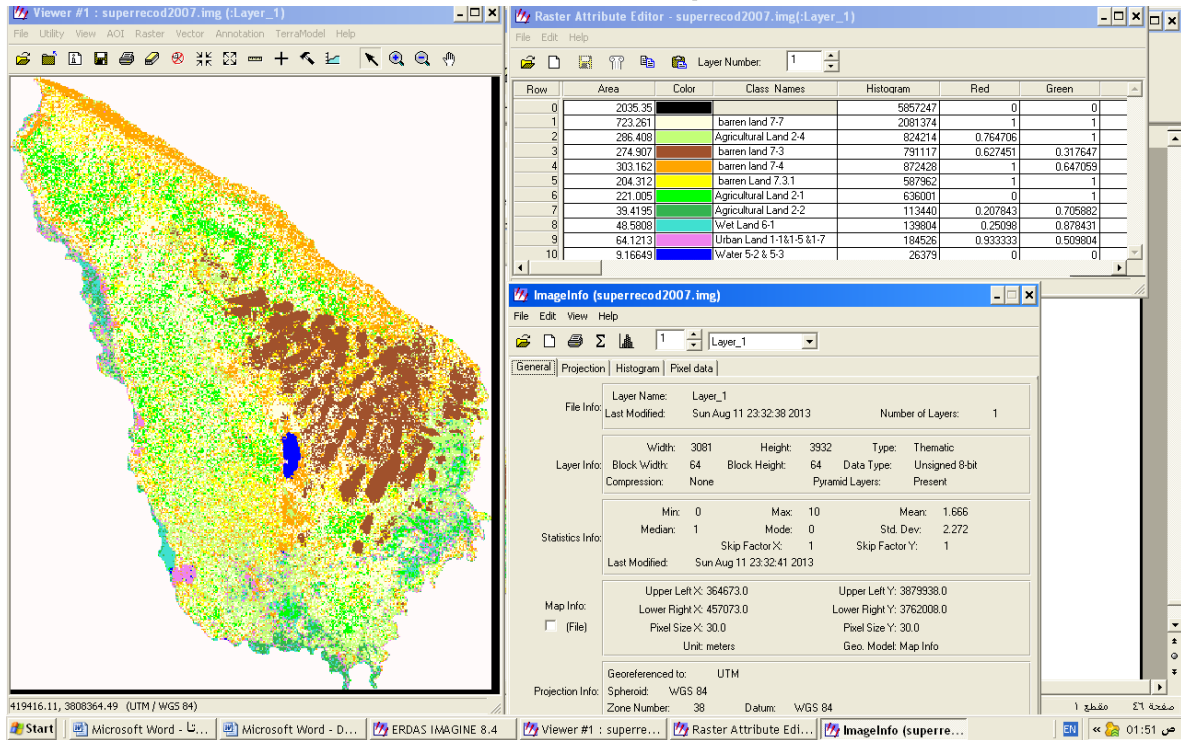 Viewer #1 : superrecod2007.img (:Layer_1)
File Utility View AOI Raster Vector Annotation TerraModel Help
419416.11, 3808364.49 (UTM / WGS 84)
Raster Attribute Editor - superrecod2007.img(:Layer_1)
File Edit Help
Layer Number: 1
Row Area Color Class Names Histogram Red Green
0 2035.35 5857247 0 0
1 723.261 barren land 7-7 2081374 1 1
2 286.408 Agricultural Land 2-4 824214 0.764706 1
3 274.907 barren land 7-3 791117 0.627451 0.317647
4 303.162 barren land 7-4 872428 1 0.647059
5 204.312 barren Land 7.3.1 587962 1 1
6 221.005 Agricultural Land 2-1 636001 0 1
7 39.4195 Agricultural Land 2-2 113440 0.207843 0.705882
8 48.5808 Wet Land 6-1 139804 0.25098 0.878431
9 64.1213 Urban Land 1-1&1-5 &1-7 184526 0.933333 0.509804
10 9.16649 Water 5-2 & 5-3 26379 0 0
ImageInfo (superrecod2007.img)
File Edit View Help
1 Layer_1
General Projection Histogram Pixel data
File Info: Layer Name: Layer_1
Last Modified: Sun Aug 11 23:32:38 2013 Number of Layers: 1
Layer Info: Width: 3081 Height: 3932 Type: Thematic
Block Width: 64 Block Height: 64 Data Type: Unsigned 8-bit
Compression: None Pyramid Layers: Present
Statistics Info: Min: 0 Max: 10 Mean: 1.666
Median: 1 Mode: 0 Std. Dev: 2.272
Skip Factor X: 1 Skip Factor Y: 1
Last Modified: Sun Aug 11 23:32:41 2013
Map Info: (File)
Upper Left X: 364673.0 Upper Left Y: 3879938.0
Lower Right X: 457073.0 Lower Right Y: 3762008.0
Pixel Size X: 30.0 Pixel Size Y: 30.0
Unit: meters Geo. Model: Map Info
Projection Info: Georeferenced to: UTM
Spheroid: WGS 84
Zone Number: 38 Datum: WGS 84
صفحة ٤٦ مقطع ١
Start Microsoft Word - ... Microsoft Word - D... ERDAS IMAGINE 8.4 Viewer #1 : superre... Raster Attribute Edi... ImageInfo (superre... EN « 01:51 ص